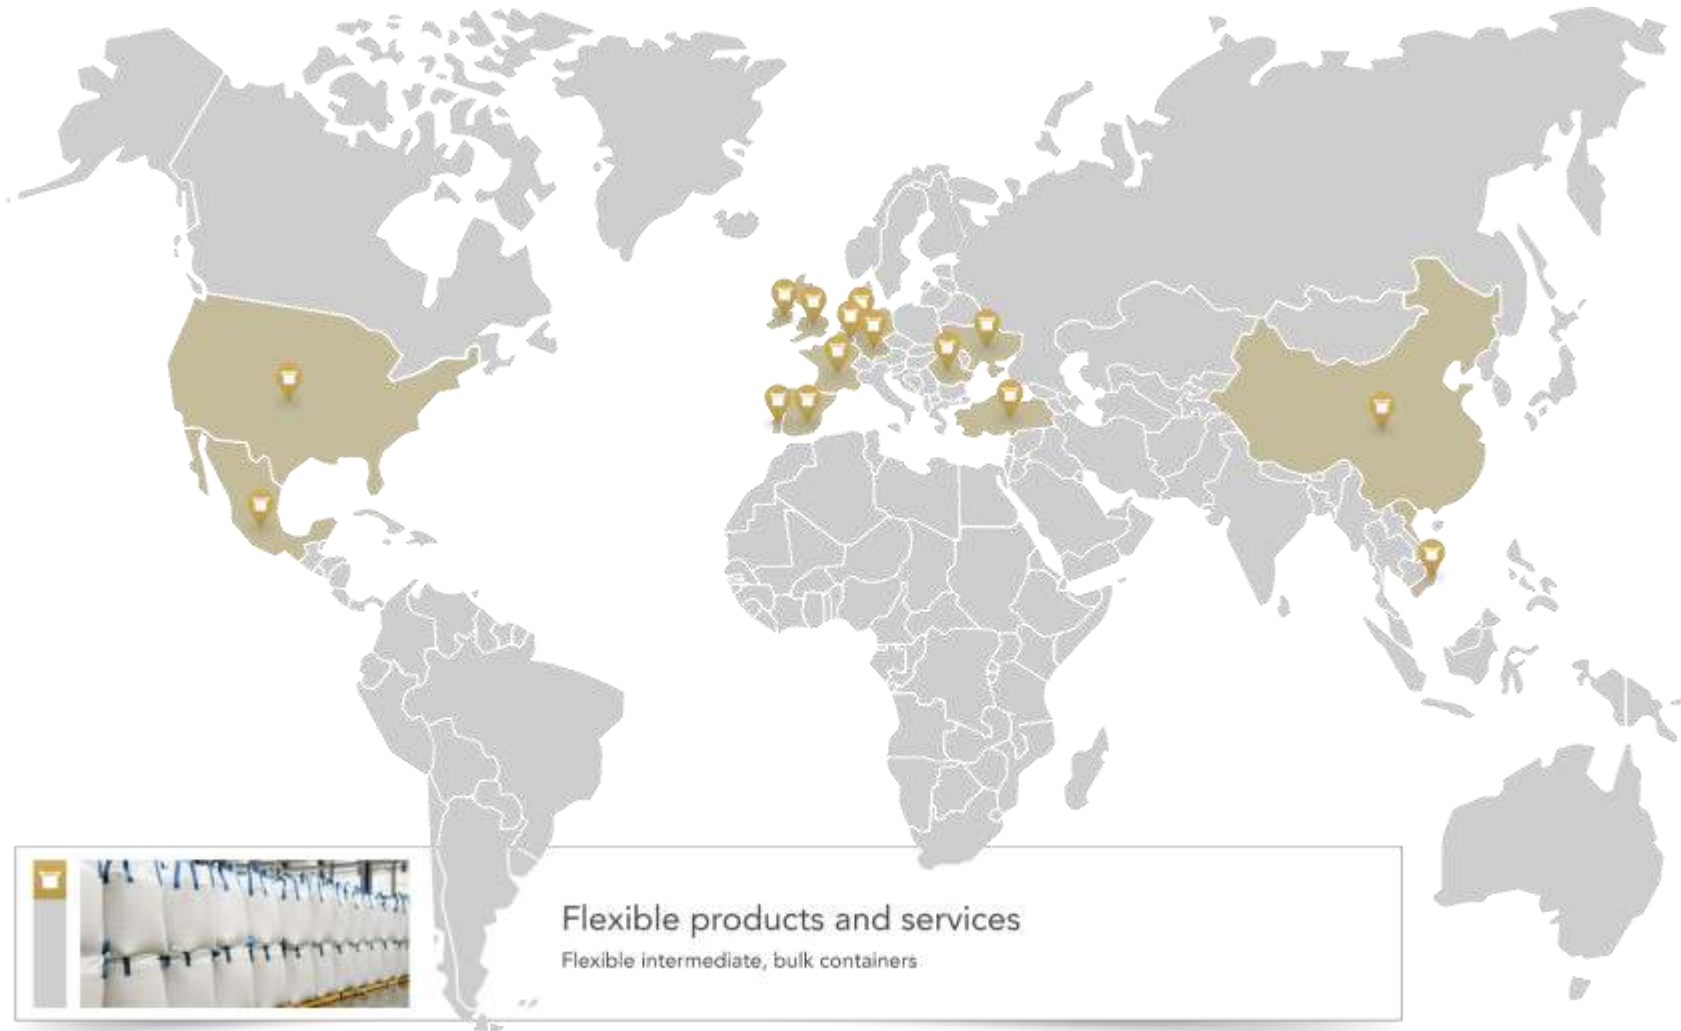 Flexible products and services
Flexible intermediate, bulk containers